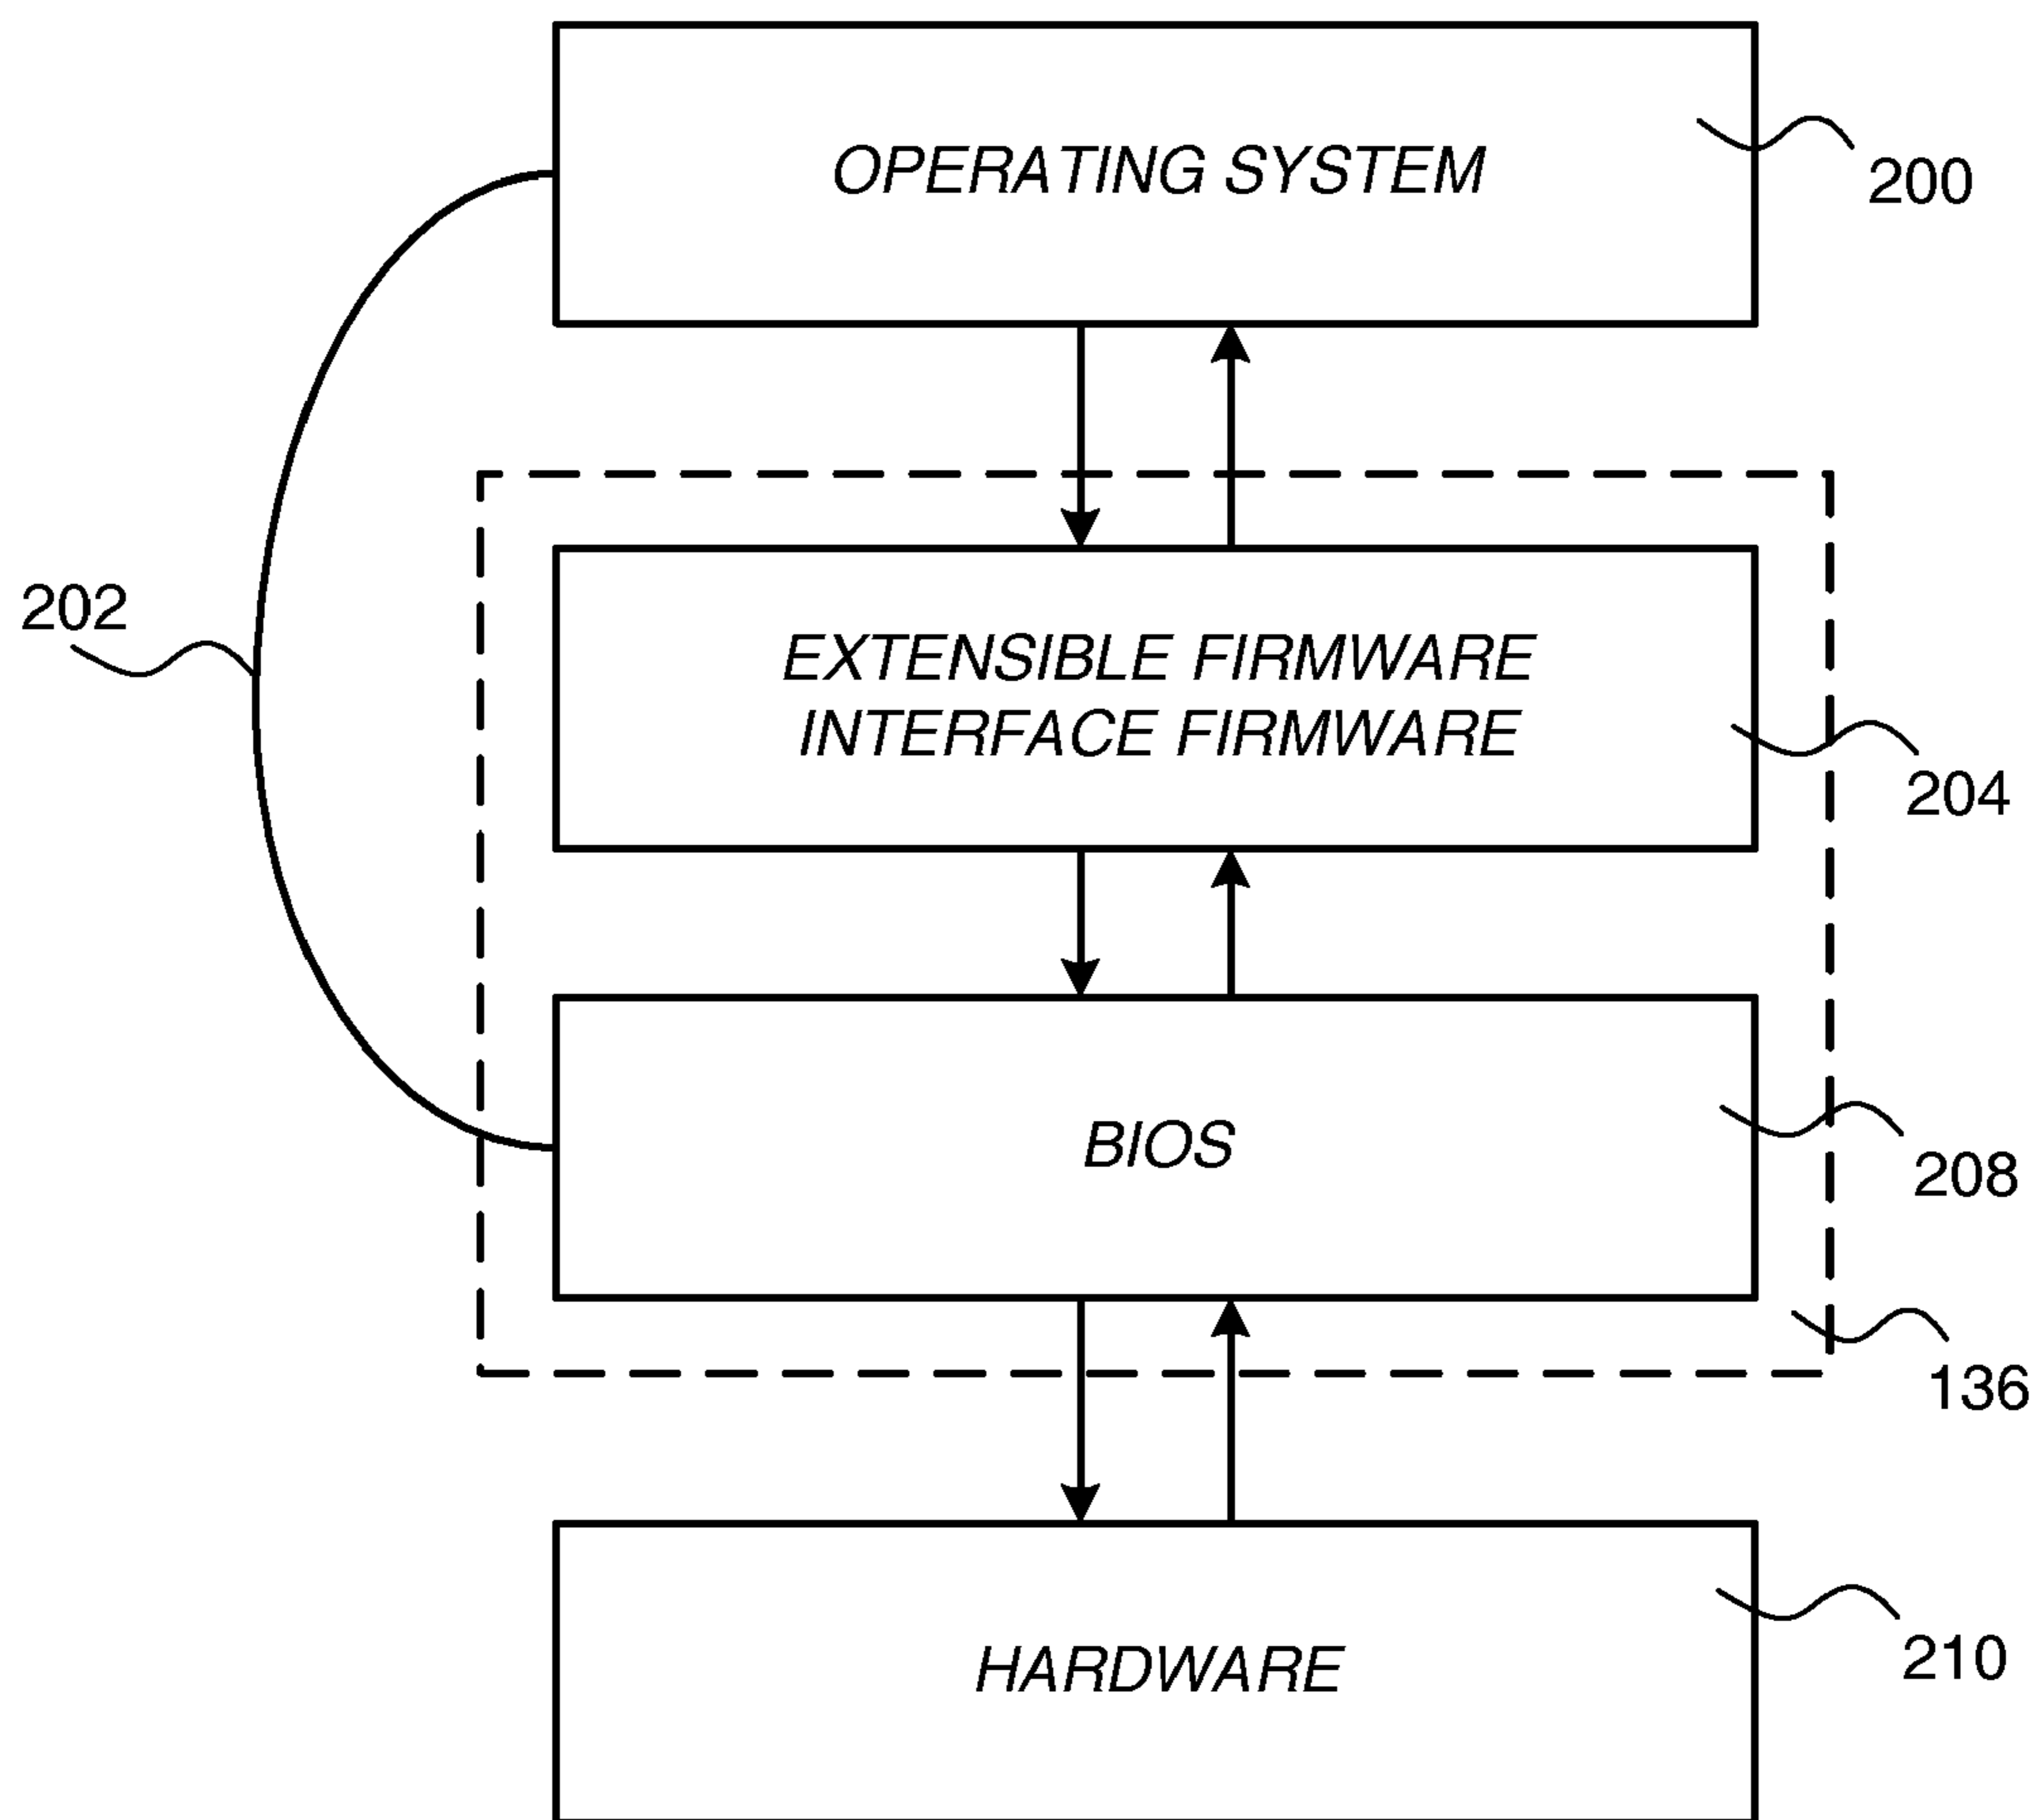 OPERATING SYSTEM
200
202
EXTENSIBLE FIRMWARE
INTERFACE FIRMWARE
204
BIOS
208
136
HARDWARE
210